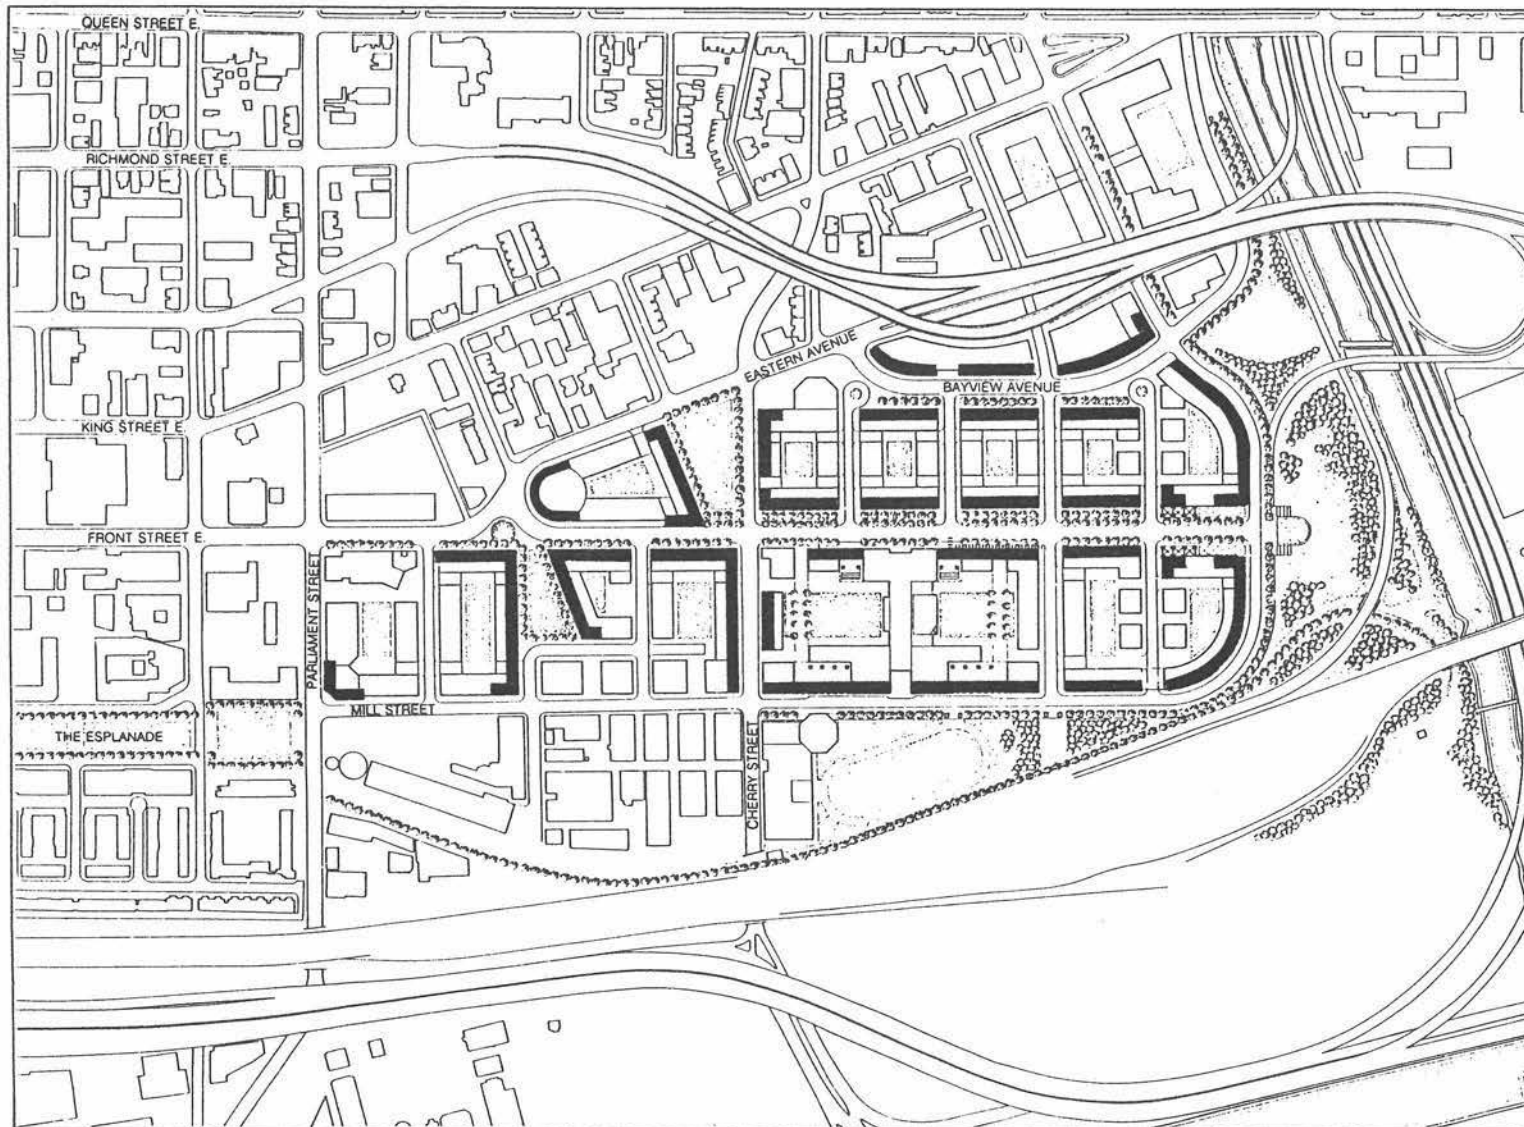 QUEEN STREET E.
RICHMOND STREET E.
EASTERN AVENUE
BAYVIEW AVENUE
KING STREET E.
FRONT STREET E.
PARLIAMENT STREET
MILL STREET
THE ESPLANADE
CHERRY STREET